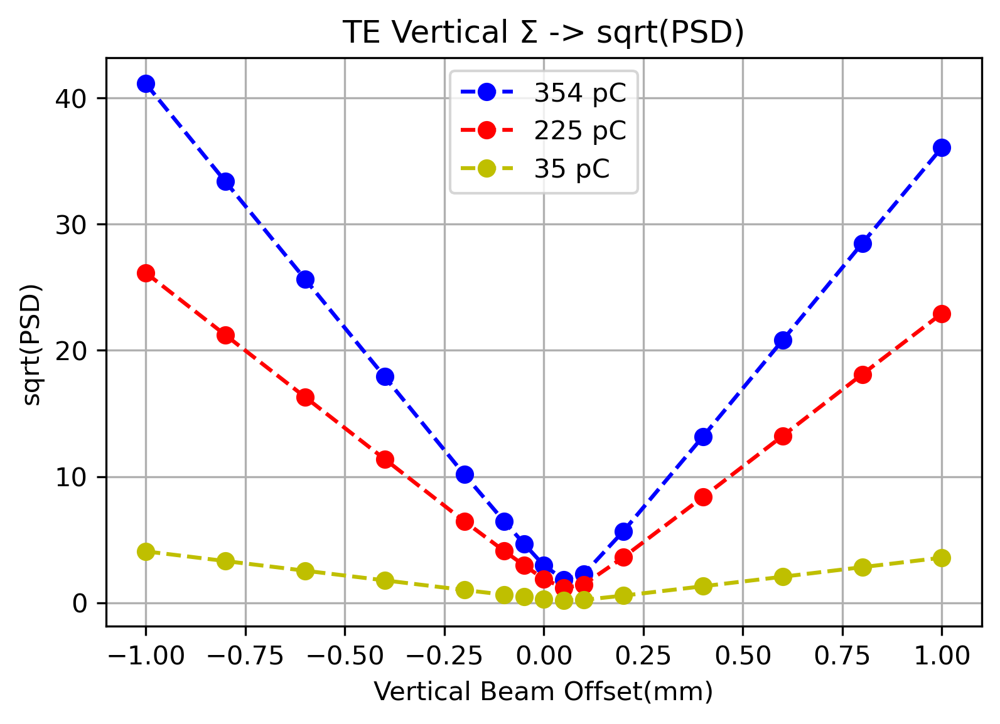 TE Vertical Σ -> sqrt(PSD)
354 pC
225 pC
35 pC
sqrt(PSD)
40
30
20
10
0
−1.00 −0.75 −0.50 −0.25 0.00 0.25 0.50 0.75 1.00
Vertical Beam Offset(mm)